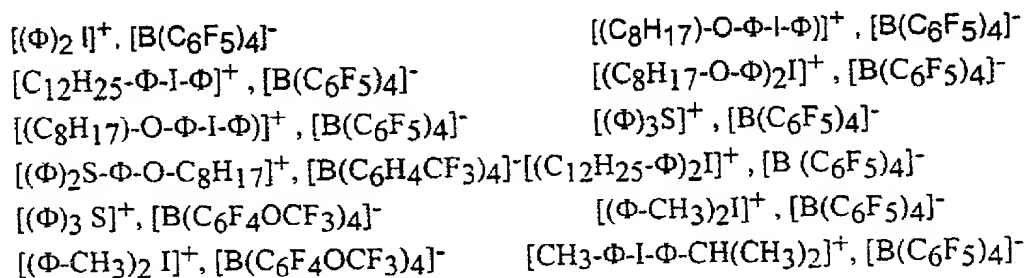 [(Φ)2 I]+, [B(C6F5)4]- [(C8H17)-O-Φ-I-Φ)]+ , [B(C6F5)4]-
[C12H25-Φ-I-Φ]+ , [B(C6F5)4]- [(C8H17-O-Φ)2I]+ , [B(C6F5)4]-
[(C8H17)-O-Φ-I-Φ)]+ , [B(C6F5)4]- [(Φ)3S]+ , [B(C6F5)4]-
[(Φ)2S-Φ-O-C8H17]+, [B(C6H4CF3)4]-[(C12H25-Φ)2I]+ , [B (C6F5)4]-
[(Φ)3 S]+, [B(C6F4OCF3)4]- [(Φ-CH3)2I]+ , [B(C6F5)4]-
[(Φ-CH3)2 I]+, [B(C6F4OCF3)4]- [CH3-Φ-I-Φ-CH(CH3)2]+, [B(C6F5)4]-